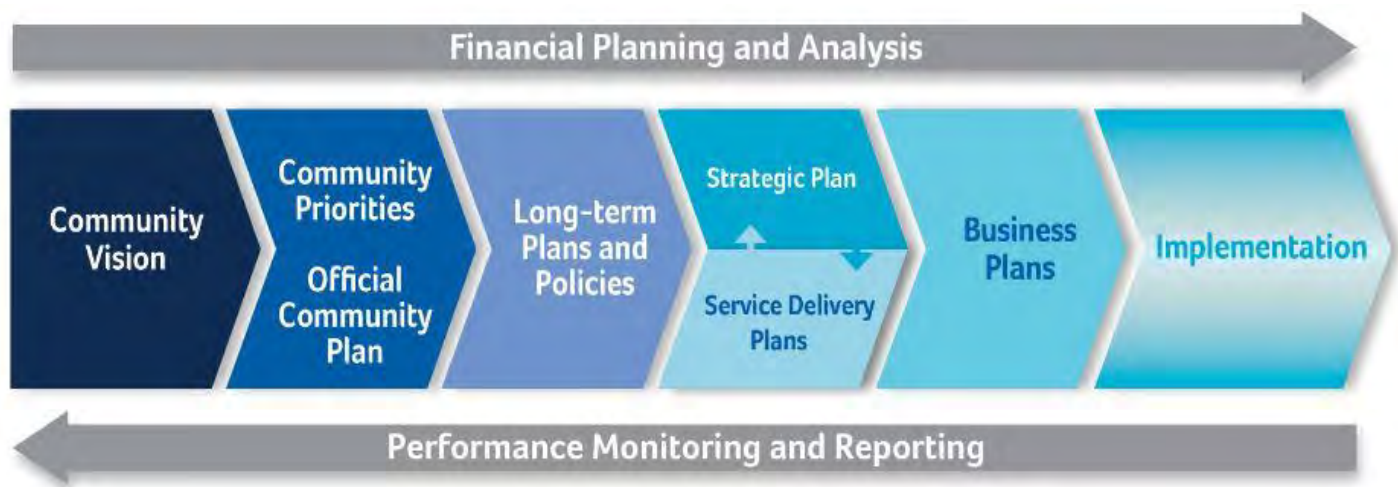 Financial Planning and Analysis
Community
Vision
Community
Priorities
Official
Community
Plan
Long-term
Plans and
Policies
Strategic Plan
Service Delivery
Plans
Business
Plans
Implementation
Performance Monitoring and Reporting